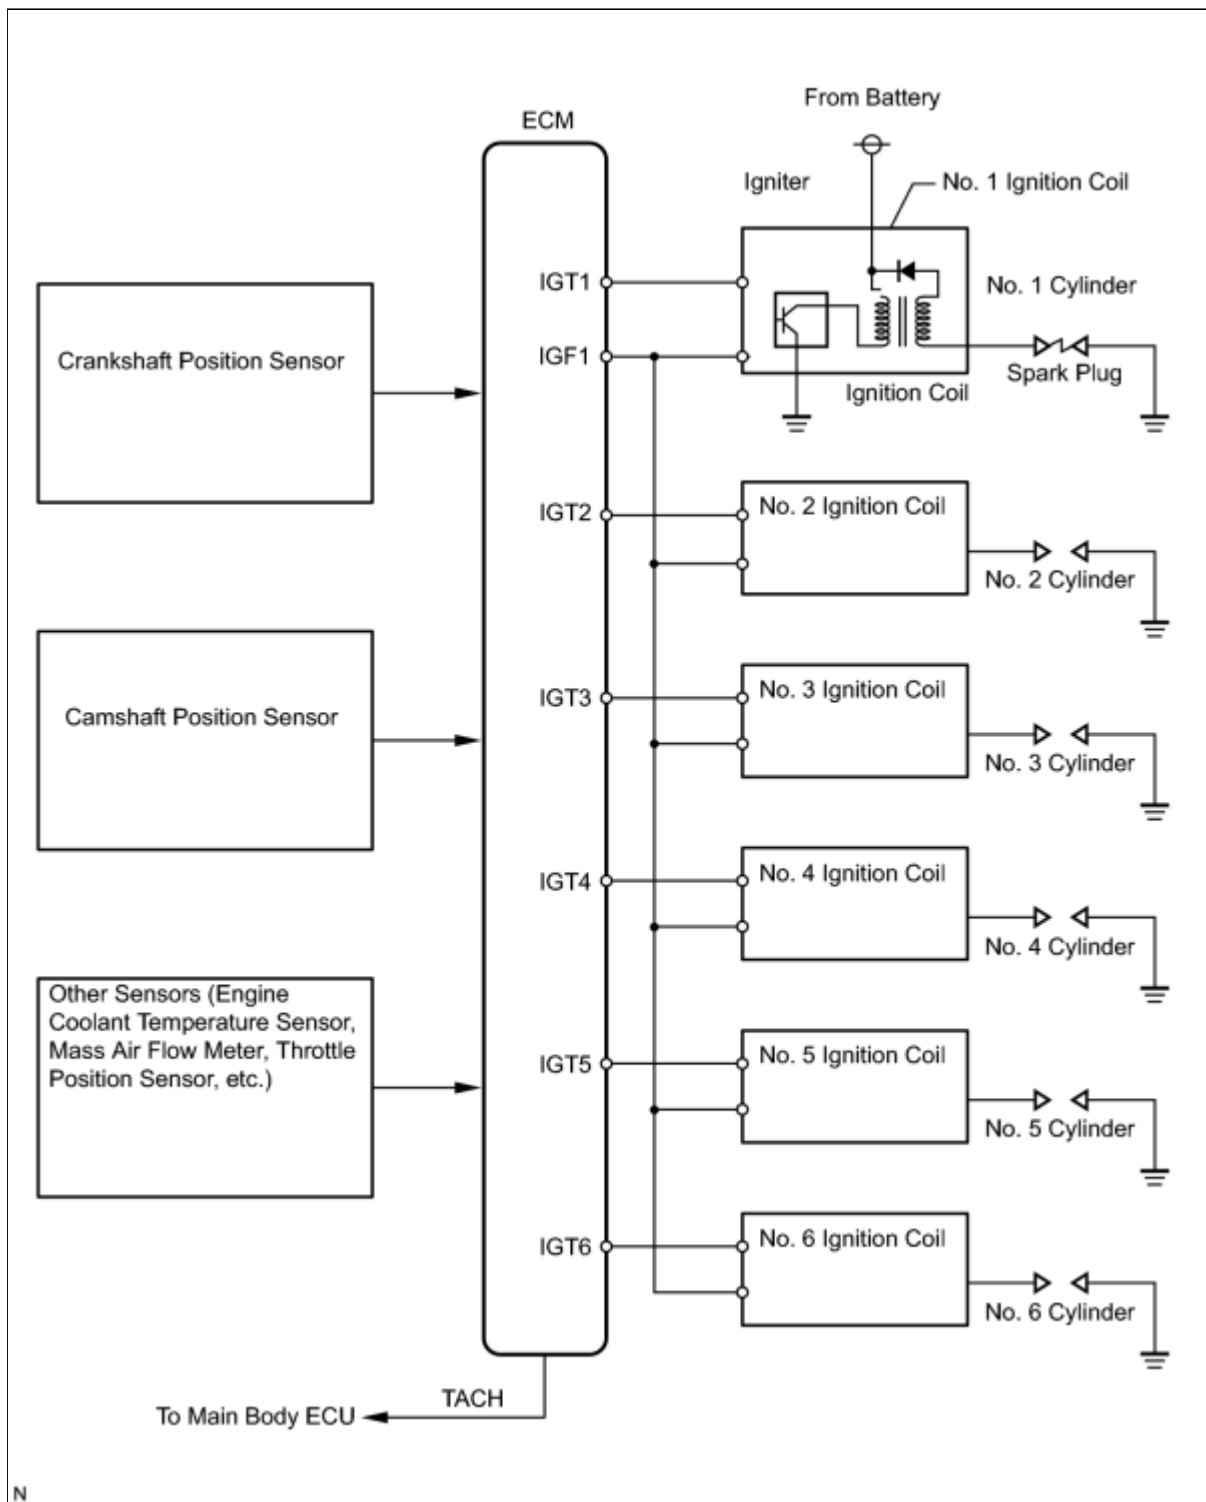 From Battery
ECM
Igniter
No. 1 Ignition Coil
IGT1
No. 1 Cylinder
IGF1
Crankshaft Position Sensor
Spark Plug
Ignition Coil
IGT2
No. 2 Ignition Coil
No. 2 Cylinder
IGT3
No. 3 Ignition Coil
Camshaft Position Sensor
No. 3 Cylinder
IGT4
No. 4 Ignition Coil
No. 4 Cylinder
Other Sensors (Engine
Coolant Temperature Sensor,
Mass Air Flow Meter, Throttle
Position Sensor, etc.)
IGT5
No. 5 Ignition Coil
No. 5 Cylinder
IGT6
No. 6 Ignition Coil
No. 6 Cylinder
TACH
To Main Body ECU
N